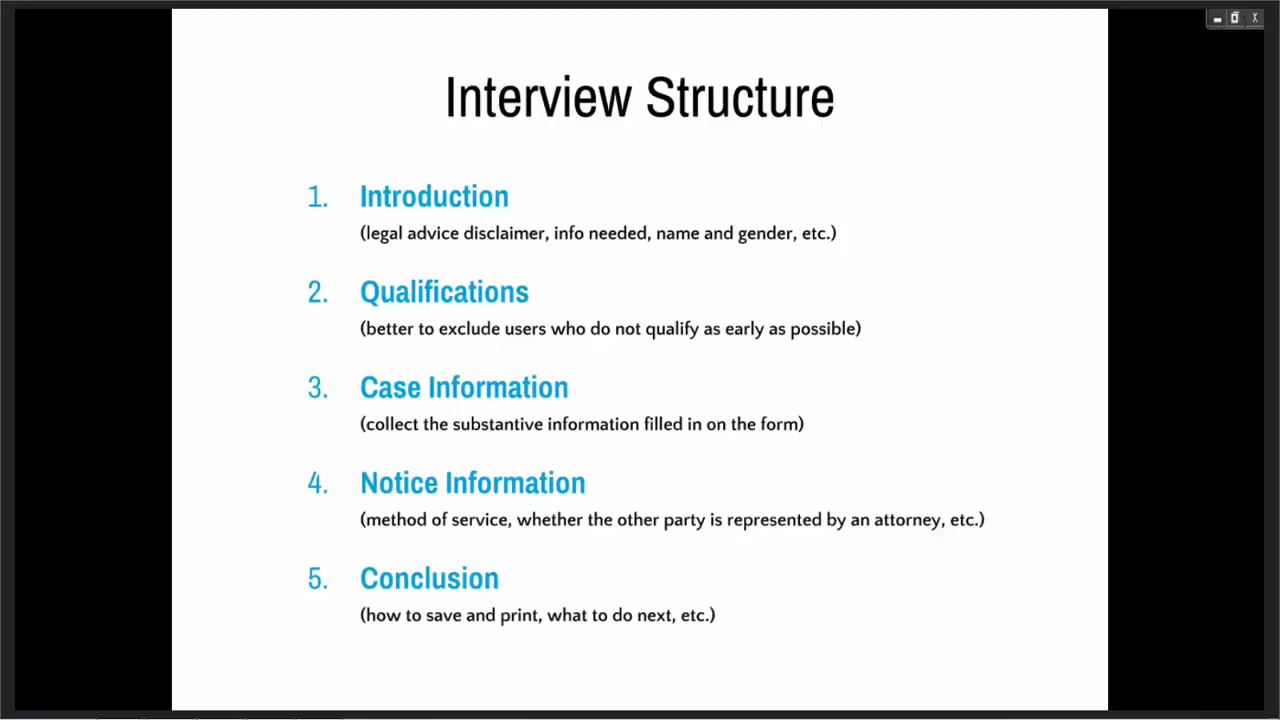 Interview Structure
1. Introduction
(legal advice disclaimer, info needed, name and gender, etc.)
2. Qualifications
(better to exclude users who do not qualify as early as possible)
3. Case Information
(collect the substantive information filled in on the form)
4. Notice Information
(method of service, whether the other party is represented by an attorney, etc.)
5. Conclusion
(how to save and print, what to do next, etc.)